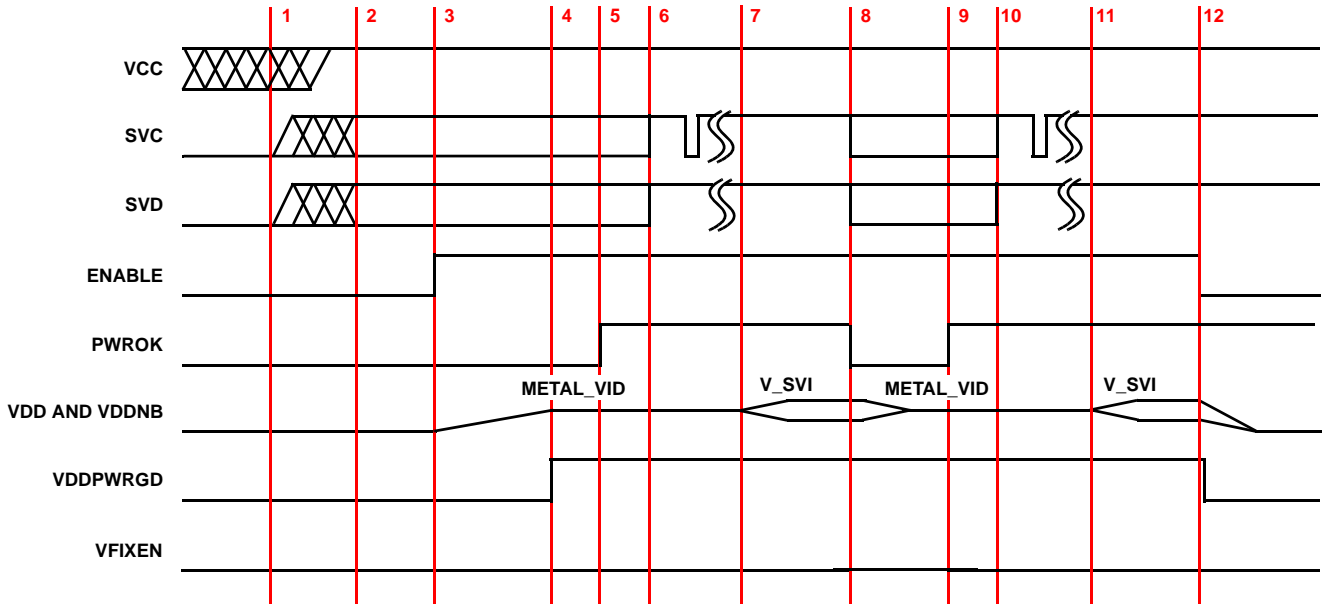 1 2 3 4 5 6 7 8 9 10 11 12
VCC
SVC
SVD
ENABLE
PWROK
METAL_VID V_SVI METAL_VID V_SVI
VDD AND VDDNB
VDDPWRGD
VFIXEN